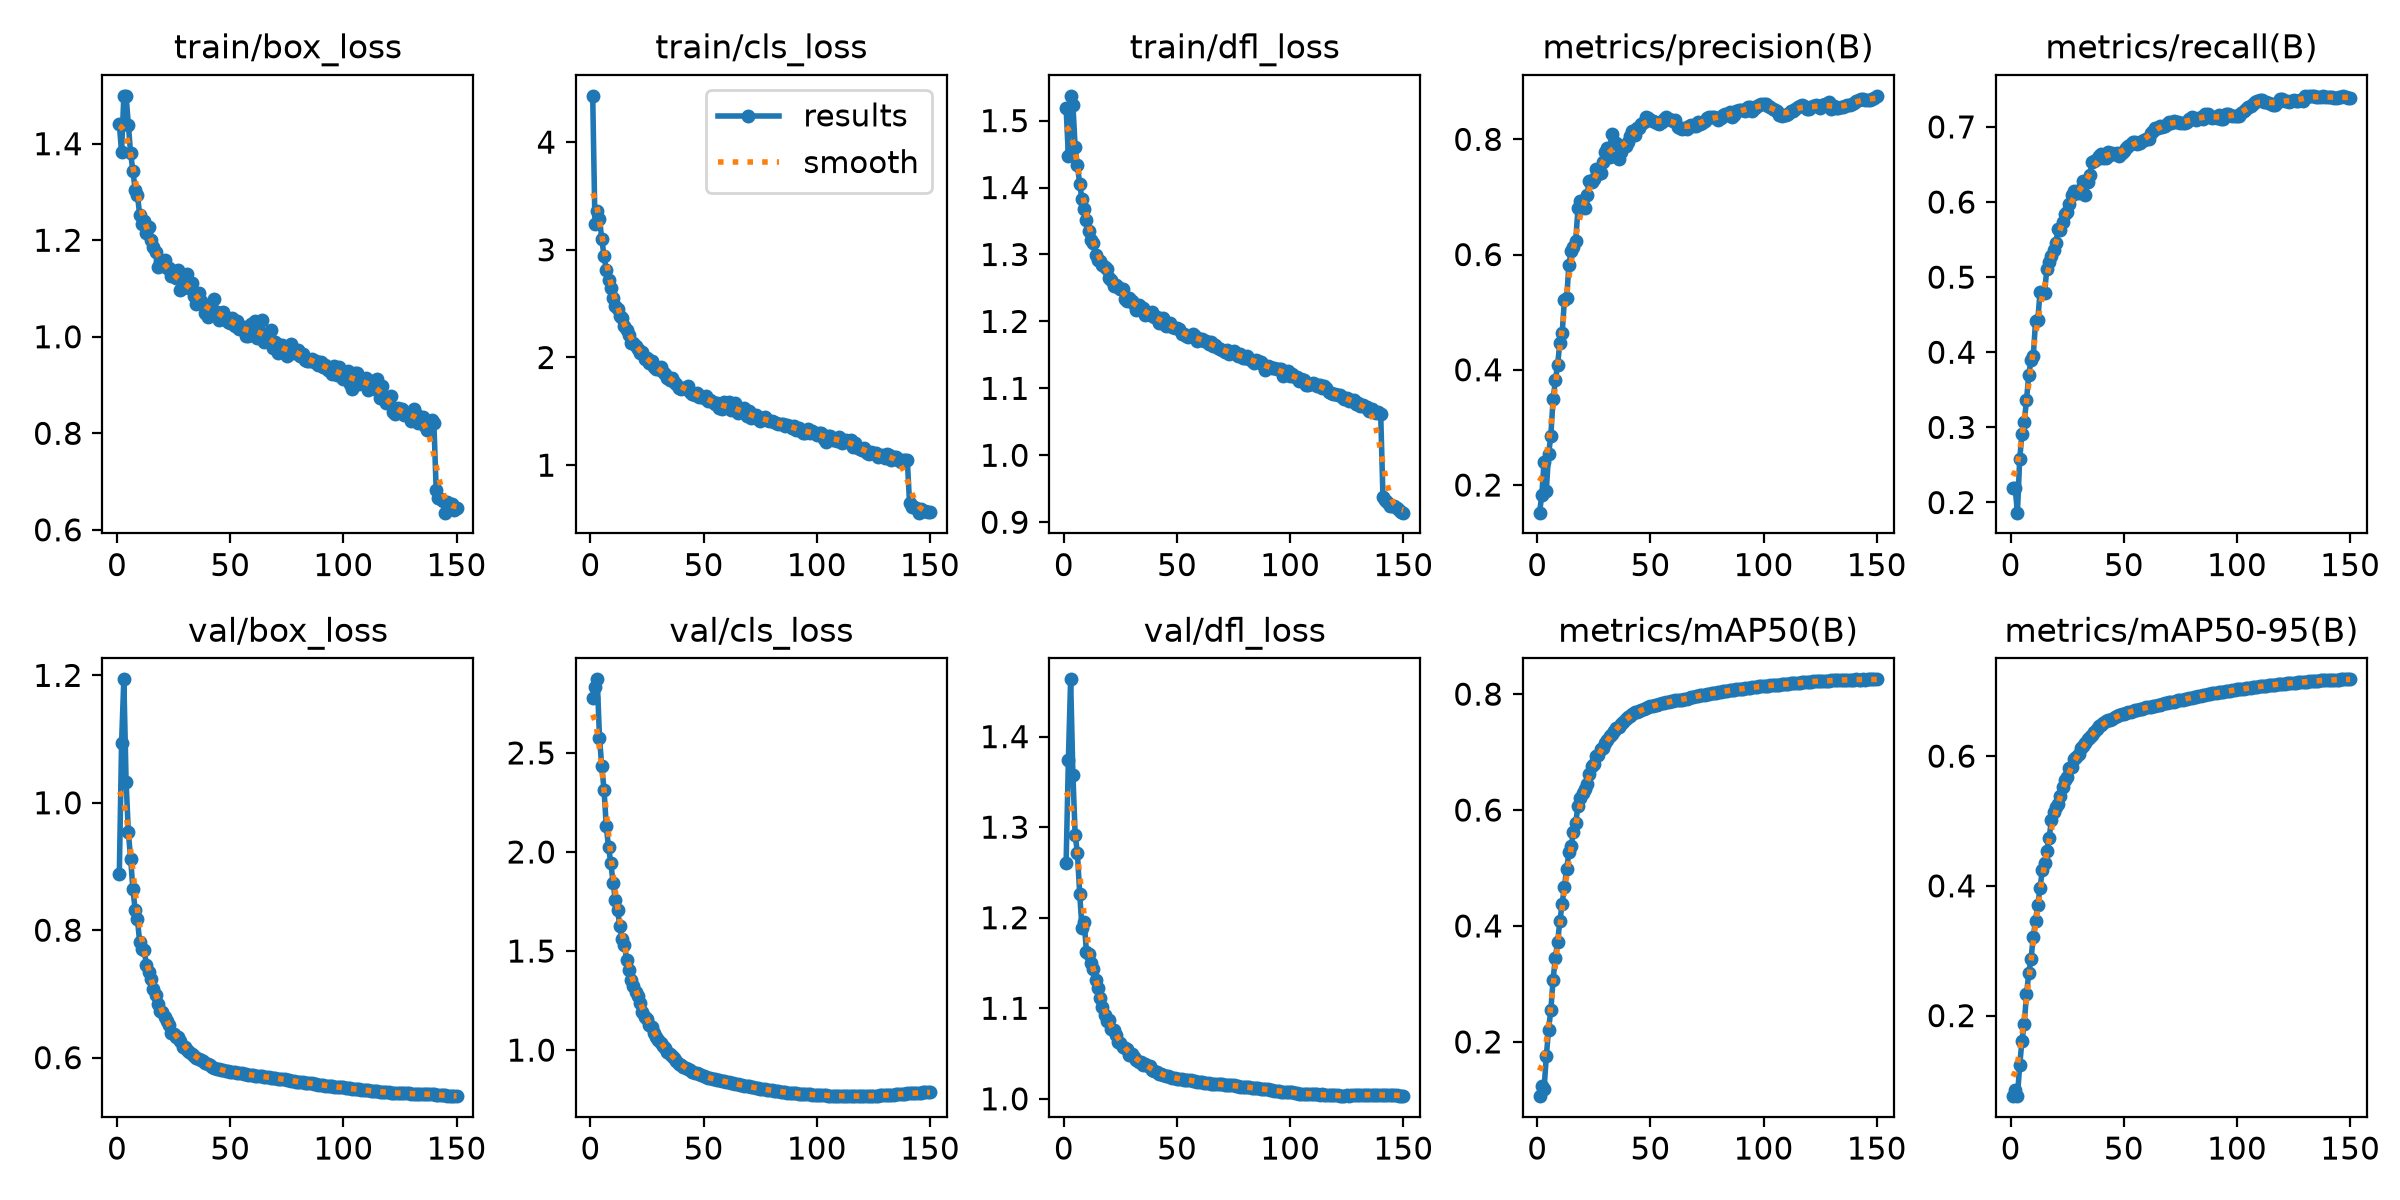 train/box_loss
train/cls_loss
train/dfl_loss
metrics/precision(B)
metrics/recall(B)
results
smooth
1.4
1.2
1.0
0.8
0.6
0 50 100 150
4
3
2
1
0 50 100 150
1.5
1.4
1.3
1.2
1.1
1.0
0.9
0 50 100 150
0.8
0.6
0.4
0.2
0 50 100 150
0.7
0.6
0.5
0.4
0.3
0.2
0 50 100 150
val/box_loss
val/cls_loss
val/dfl_loss
metrics/mAP50(B)
metrics/mAP50-95(B)
1.2
1.0
0.8
0.6
0 50 100 150
2.5
2.0
1.5
1.0
0 50 100 150
1.4
1.3
1.2
1.1
1.0
0 50 100 150
0.8
0.6
0.4
0.2
0 50 100 150
0.6
0.4
0.2
0 50 100 150